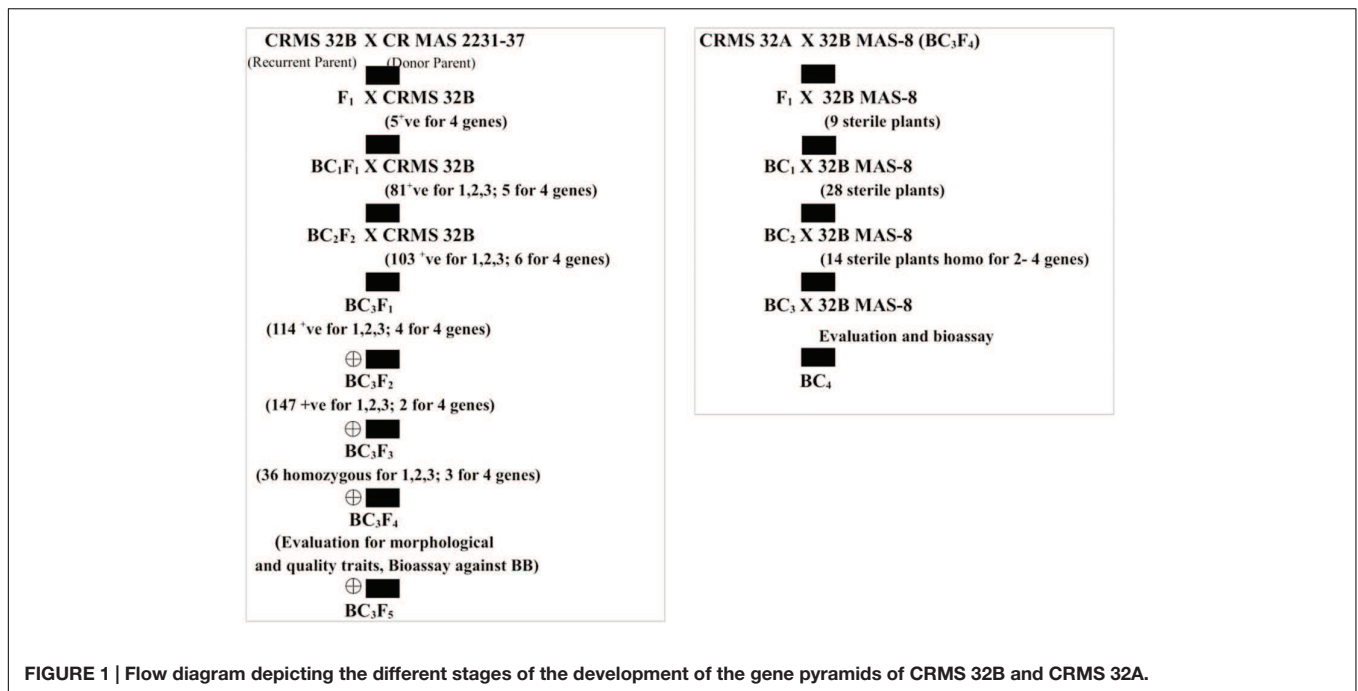 CRMS 32B X CR MAS 2231-37
(Recurrent Parent) (Donor Parent)
F₁ X CRMS 32B
(5⁺ve for 4 genes)
BC₁F₁ X CRMS 32B
(81⁺ve for 1,2,3; 5 for 4 genes)
BC₂F₂ X CRMS 32B
(103 ⁺ve for 1,2,3; 6 for 4 genes)
BC₃F₁
(114 ⁺ve for 1,2,3; 4 for 4 genes)
BC₃F₂
(147 +ve for 1,2,3; 2 for 4 genes)
BC₃F₃
(36 homozygous for 1,2,3; 3 for 4 genes)
BC₃F₄
(Evaluation for morphological
and quality traits, Bioassay against BB)
BC₃F₅
CRMS 32A X 32B MAS-8 (BC₃F₄)
F₁ X 32B MAS-8
(9 sterile plants)
BC₁ X 32B MAS-8
(28 sterile plants)
BC₂ X 32B MAS-8
(14 sterile plants homo for 2- 4 genes)
BC₃ X 32B MAS-8
Evaluation and bioassay
BC₄
FIGURE 1 | Flow diagram depicting the different stages of the development of the gene pyramids of CRMS 32B and CRMS 32A.